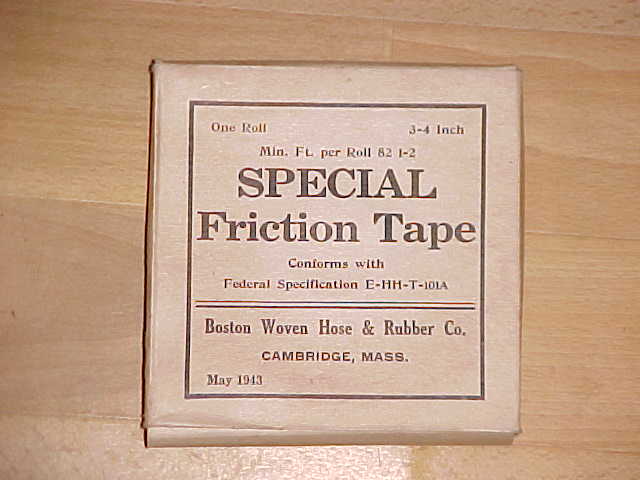 One Roll 3-4 Inch
Min. Ft. per Roll 82 1-2
SPECIAL
Friction Tape
Conforms with
Federal Specification E-HH-T-101A
Boston Woven Hose & Rubber Co.
CAMBRIDGE, MASS.
May 1943